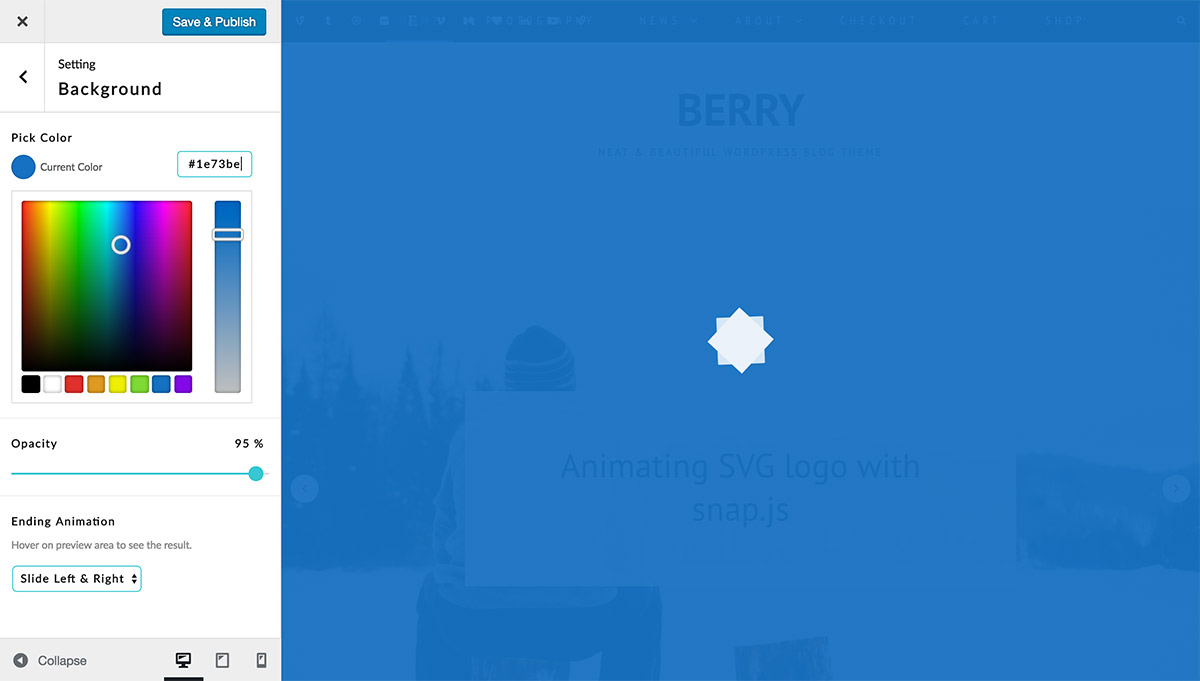 Save & Publish
Setting
Background
Pick Color
Current Color
#1e73be
Opacity
95 %
Ending Animation
Hover on preview area to see the result.
Slide Left & Right
Collapse
PHOTOGRAPHY NEWS ABOUT CHECKOUT CART SHOP
BERRY
NEAT & BEAUTIFUL WORDPRESS BLOG THEME
Animating SVG logo with
snap.js